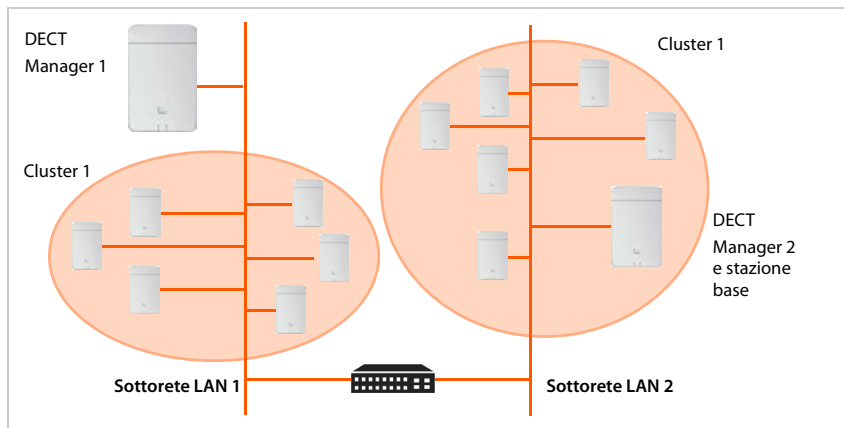 DECT
Manager 1
Cluster 1
Cluster 1
DECT
Manager 2
e stazione
base
Sottorete LAN 1
Sottorete LAN 2